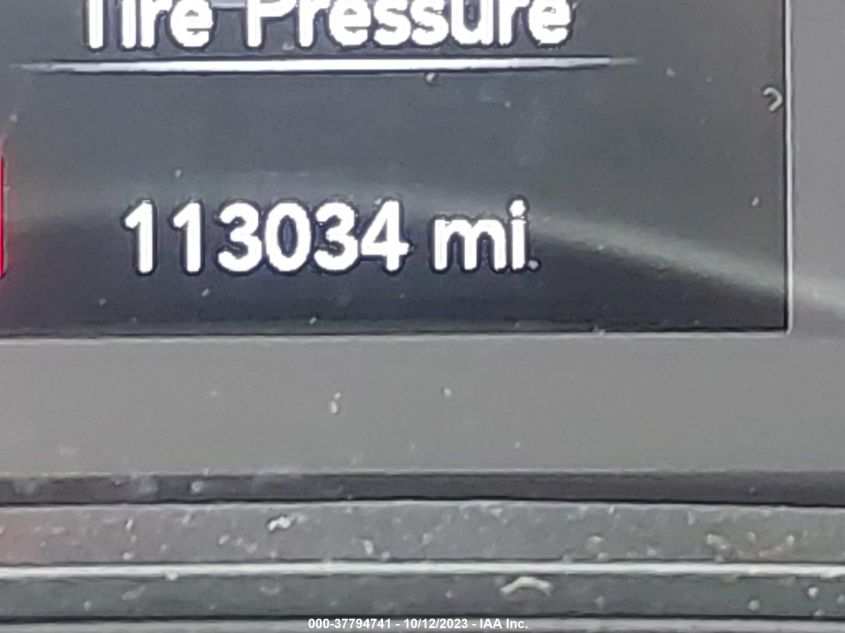 Tire Pressure
113034 mi
000-37794741 - 10/12/2023 - IAA Inc.